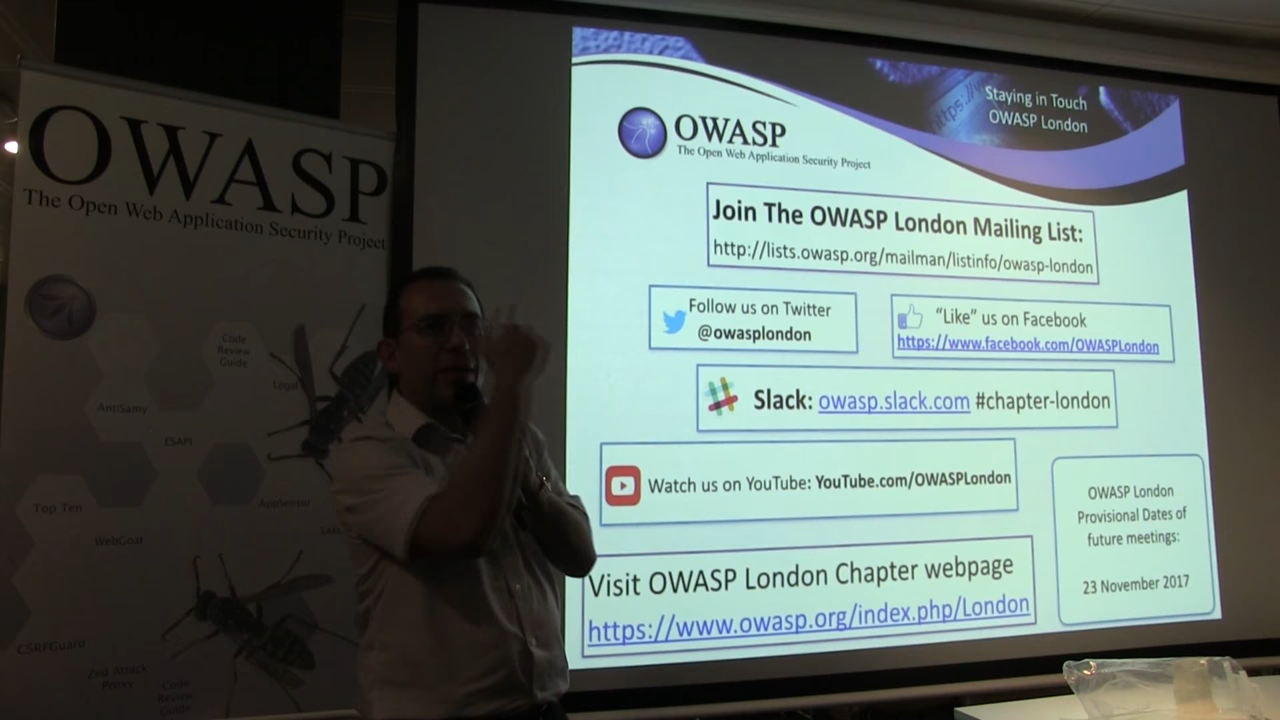 OWASP
The Open Web Application Security Project
Code
Review
Guide
Legal
AntiSamy
ESAPI
Top Ten
AppSensor
WebGoat
CSRFGuard
Zed Attack
Proxy
Code
Review
Guide
Staying in Touch
OWASP London
OWASP
The Open Web Application Security Project
Join The OWASP London Mailing List:
http://lists.owasp.org/mailman/listinfo/owasp-london
Follow us on Twitter
@owasplondon
“Like” us on Facebook
https://www.facebook.com/OWASPLondon
Slack: owasp.slack.com #chapter-london
Watch us on YouTube: YouTube.com/OWASPLondon
Visit OWASP London Chapter webpage
https://www.owasp.org/index.php/London
OWASP London
Provisional Dates of
future meetings:
23 November 2017